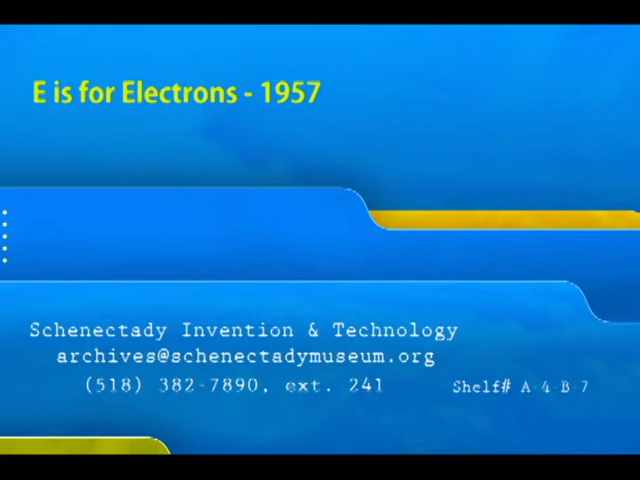 E is for Electrons - 1957
Schenectady Invention & Technology
archives@schenectadymuseum.org
(518) 382-7890, ext. 241
Shelf# A-4-B-7